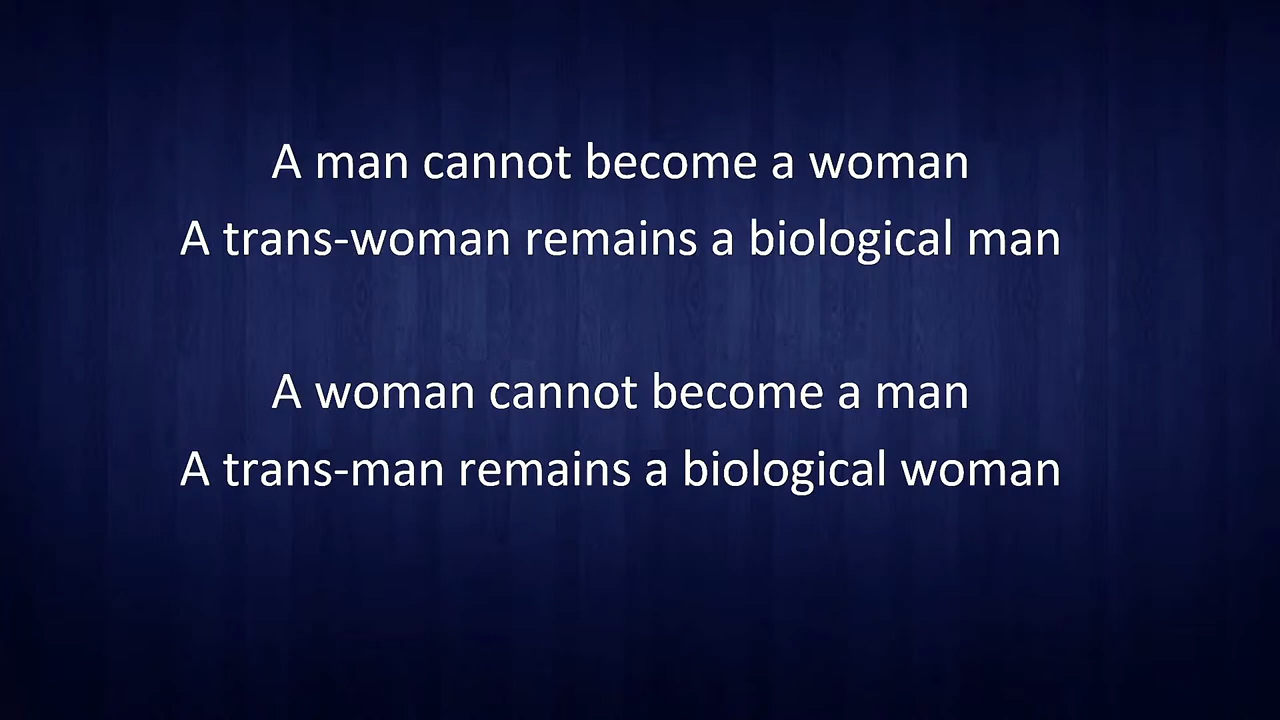 A man cannot become a woman
A trans-woman remains a biological man
A woman cannot become a man
A trans-man remains a biological woman